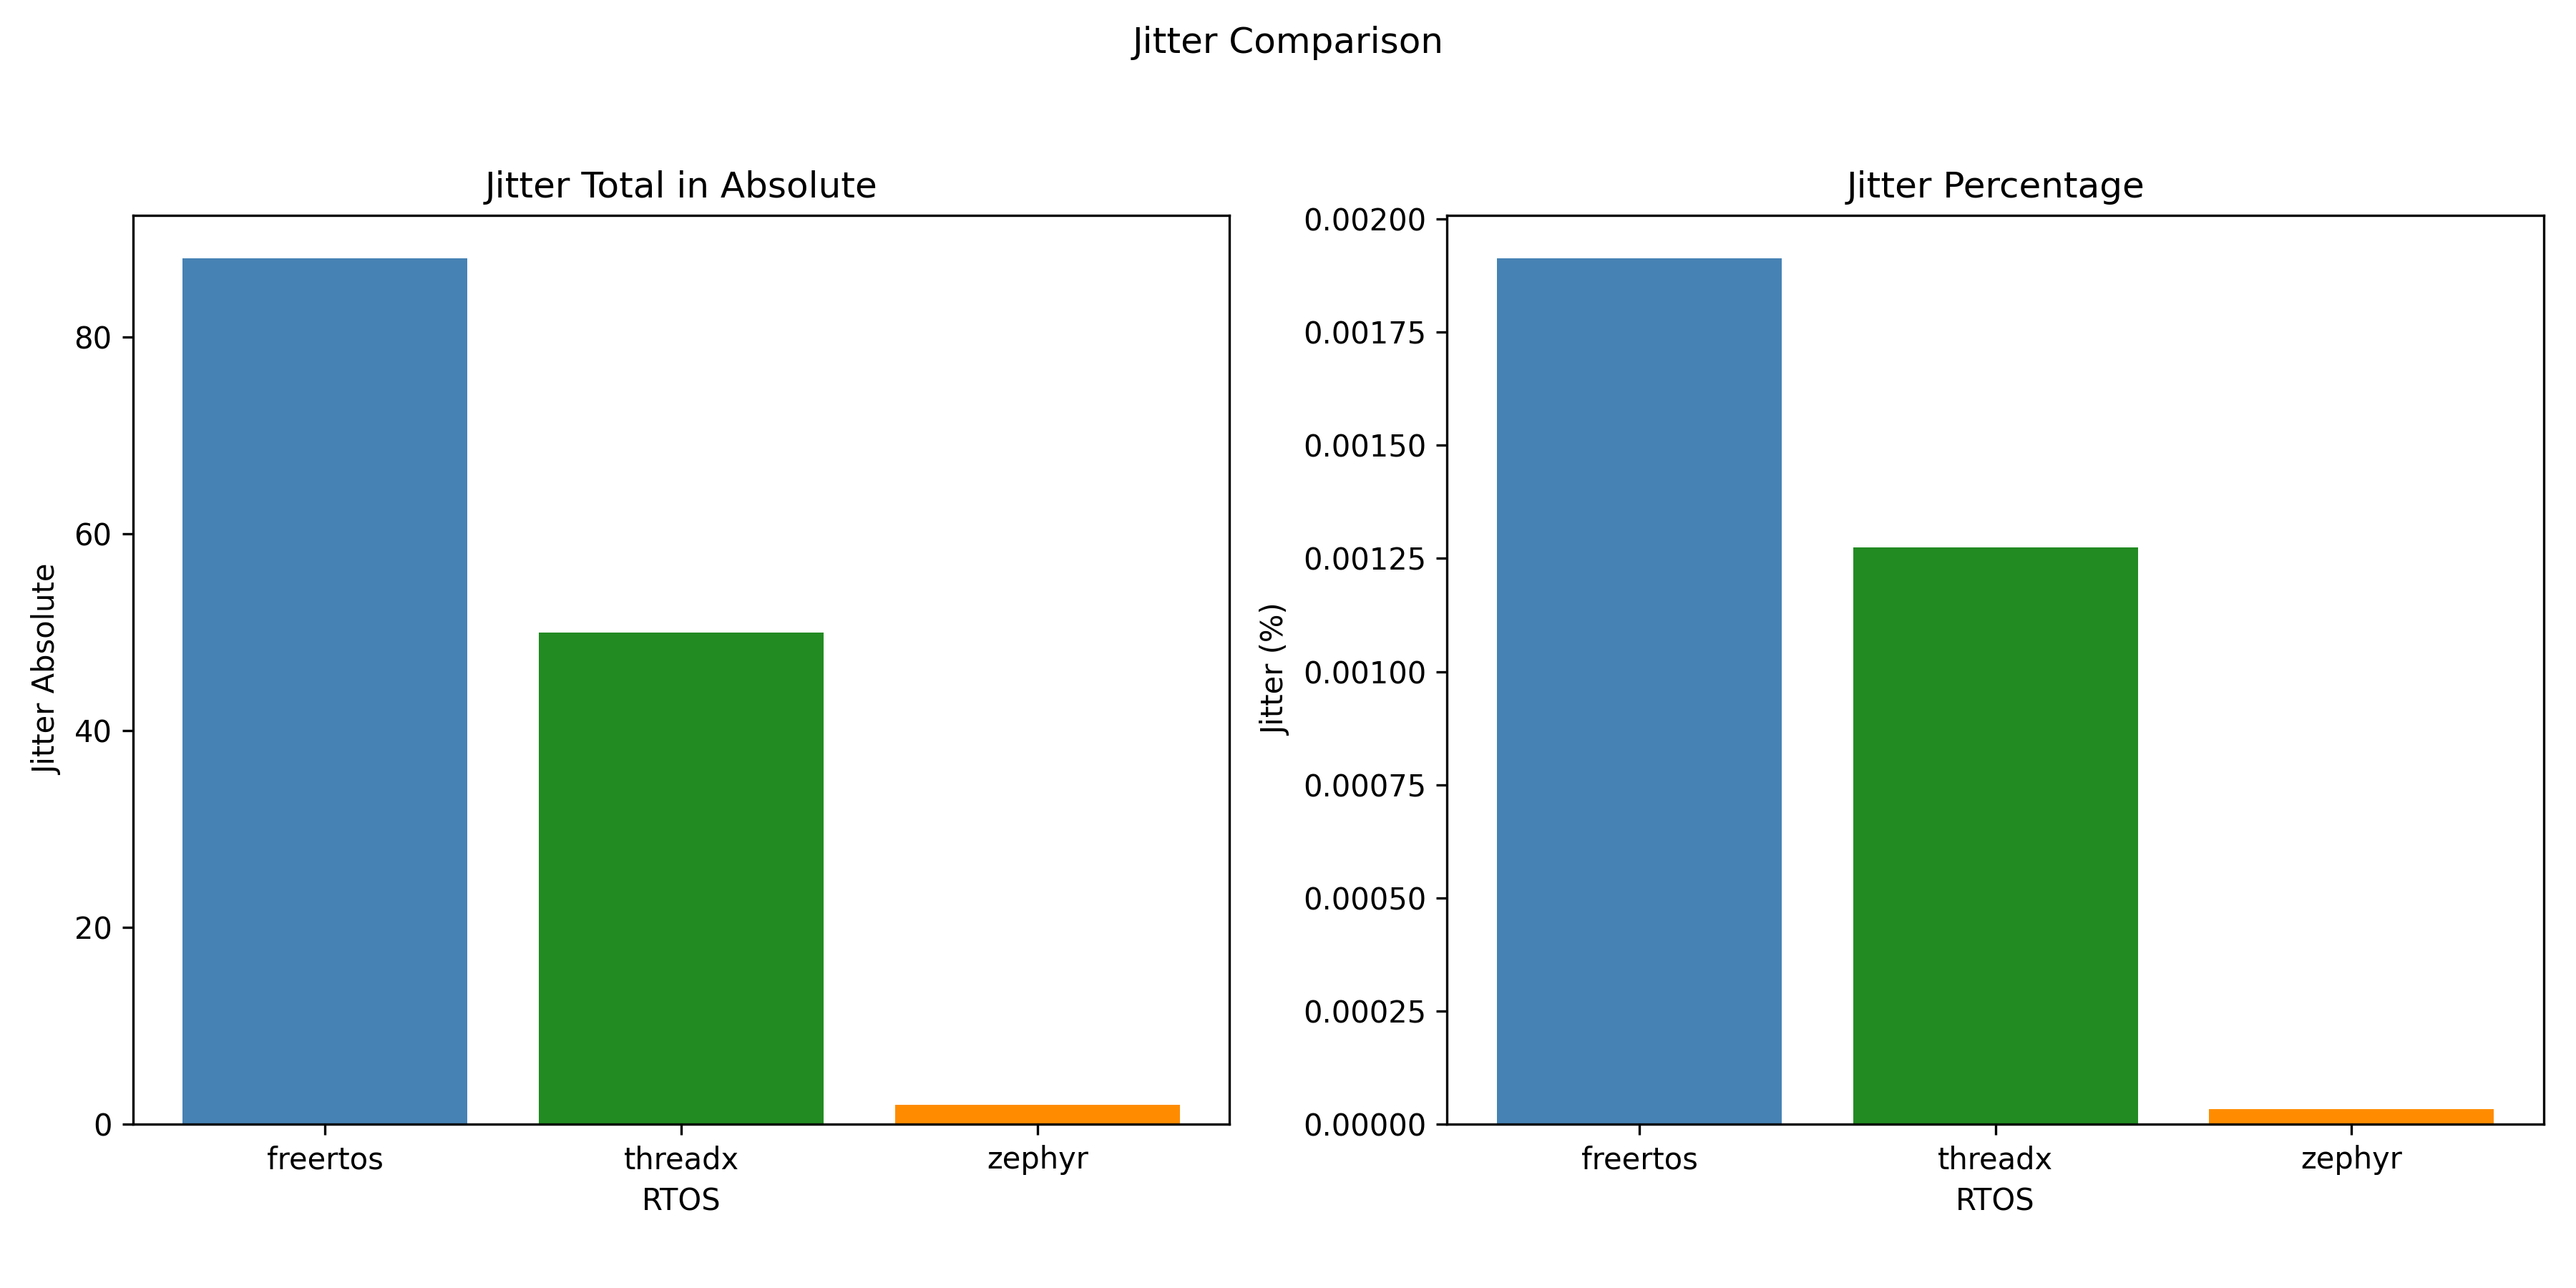 Jitter Comparison
Jitter Total in Absolute
Jitter Absolute
80
60
40
20
0
freertos threadx zephyr
RTOS
Jitter Percentage
Jitter (%)
0.00200
0.00175
0.00150
0.00125
0.00100
0.00075
0.00050
0.00025
0.00000
freertos threadx zephyr
RTOS